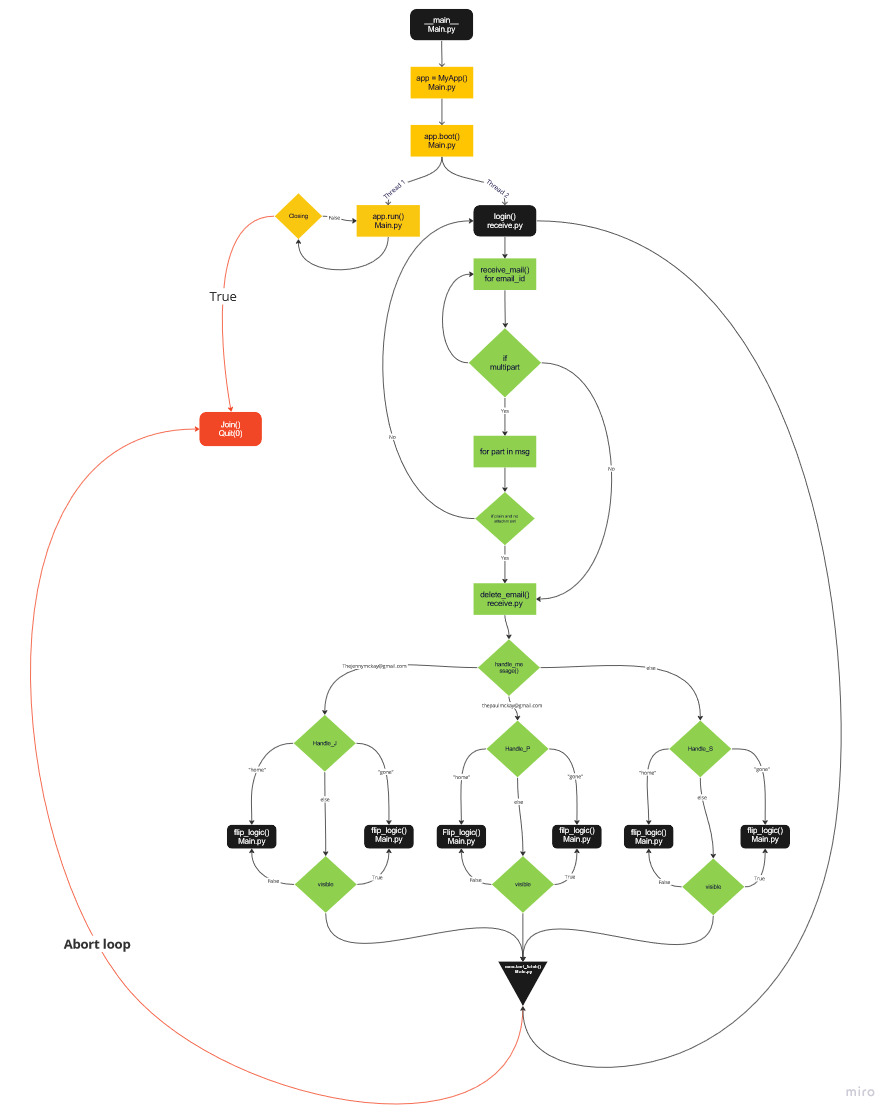 __main__
Main.py
app = MyApp()
Main.py
app.boot()
Main.py
Thread 1
Thread 2
Closing
False
app.run()
Main.py
login()
receive.py
receive_mail()
for email_id
True
if
multipart
Yes
Join()
Quit(0)
for part in msg
No
No
Yes
delete_email()
receive.py
handle_me
ssage()
Thejonnymckay@gmail.com
else
thepaulmckay@gmail.com
Handle_J
Handle_P
Handle_S
"home"
"gone"
"home"
"gone"
"home"
"gone"
else
else
else
flip_logic()
Main.py
flip_logic()
Main.py
Flip_logic()
Main.py
flip_logic()
Main.py
flip_logic()
Main.py
flip_logic()
Main.py
visible
visible
visible
False
True
False
True
False
True
Abort loop
Main.py
miro